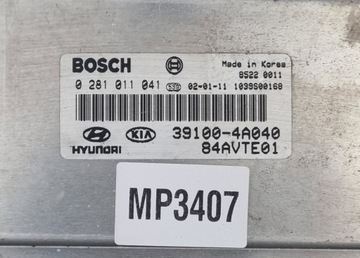 BOSCH Made in Korea
8522 0011
0 281 011 041 02-01-11 1039S00168
KIA 39100-4A040
HYUNDAI 84AVTE01
MP3407